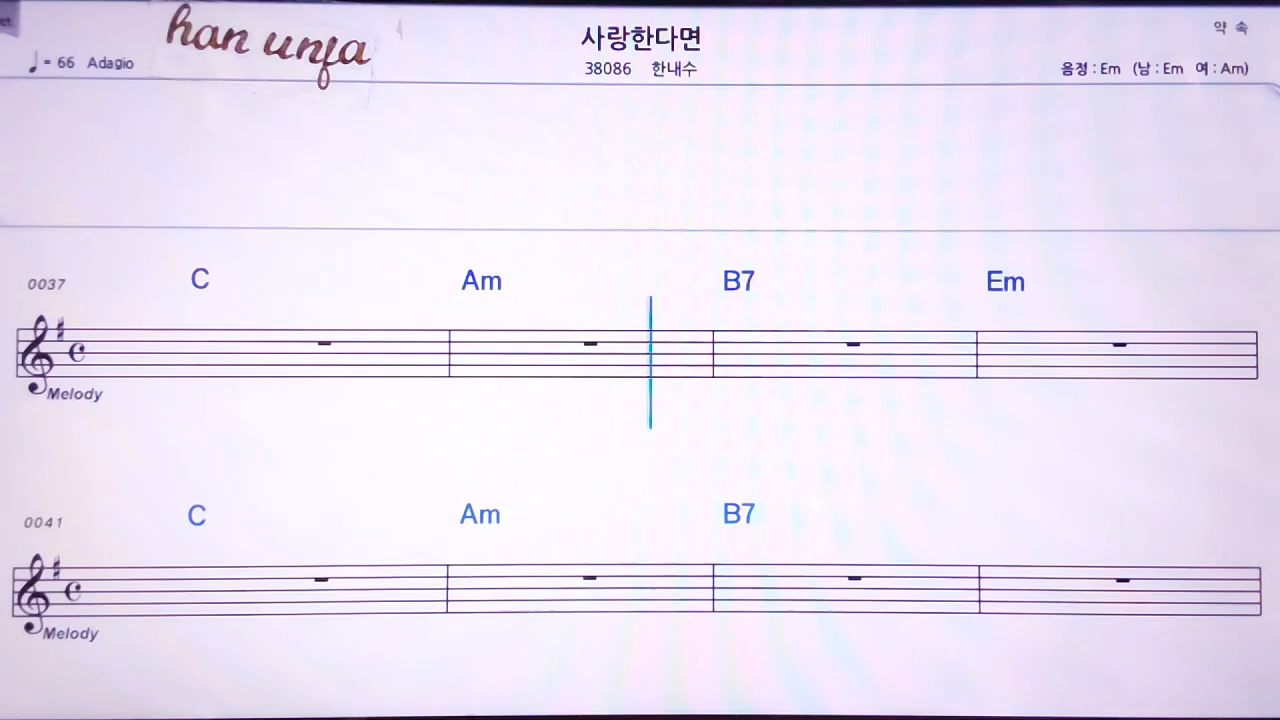 han unfa
사랑한다면
약 속
♩= 66 Adagio
38086 한내수
음정 : Em (남 : Em 여 : Am)
0037 C Am B7 Em
Melody
0041 C Am B7
Melody